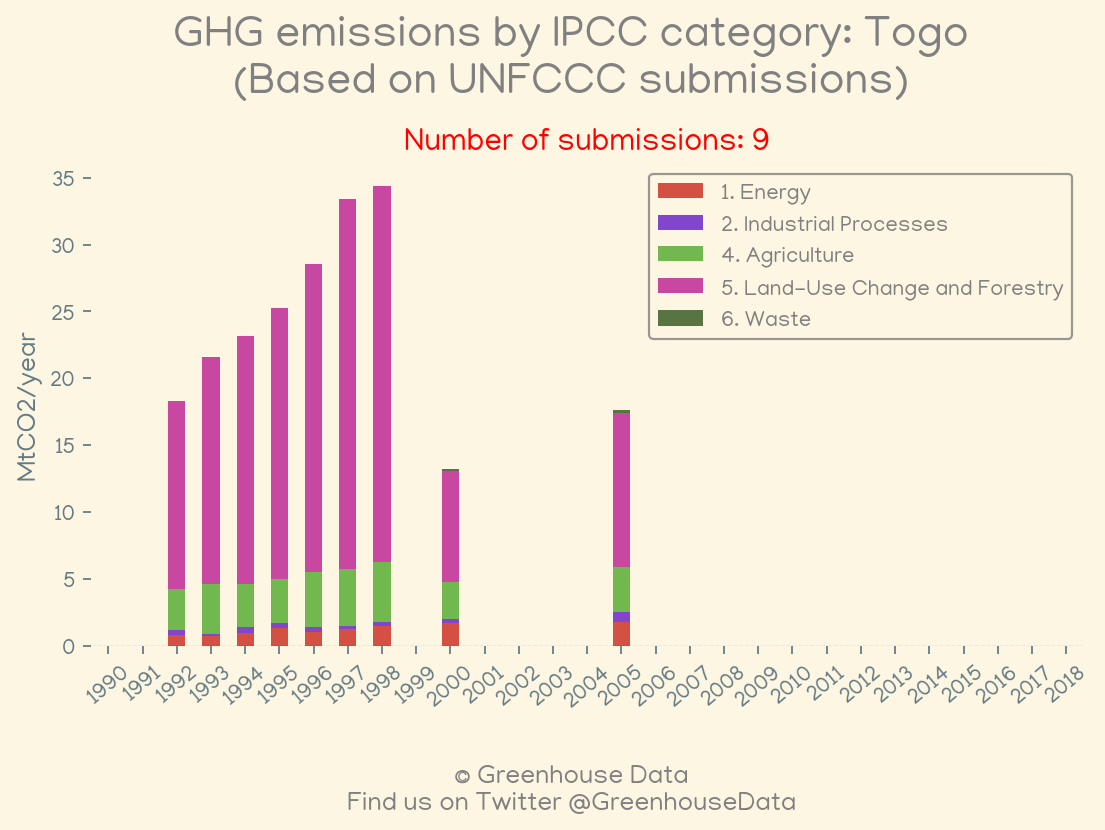 GHG emissions by IPCC category: Togo
(Based on UNFCCC submissions)
Number of submissions: 9
1. Energy
2. Industrial Processes
4. Agriculture
5. Land-Use Change and Forestry
6. Waste
MtCO2/year
35
30
25
20
15
10
5
0
1990 1991 1992 1993 1994 1995 1996 1997 1998 1999 2000 2001 2002 2003 2004 2005 2006 2007 2008 2009 2010 2011 2012 2013 2014 2015 2016 2017 2018
© Greenhouse Data
Find us on Twitter @GreenhouseData